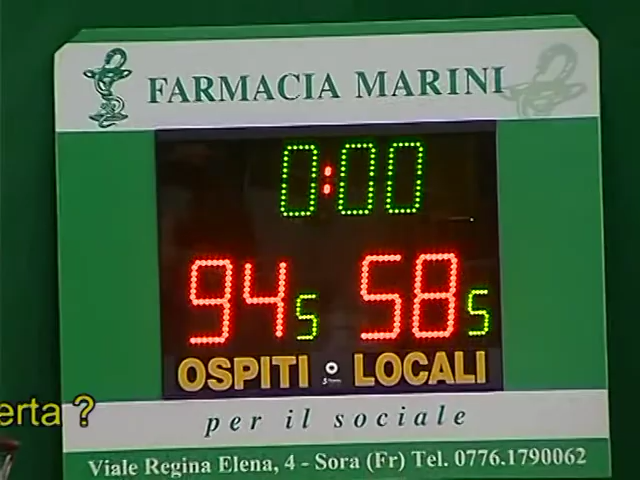 FARMACIA MARINI
0:00
94 5 58 5
OSPITI LOCALI
erta ?
per il sociale
Viale Regina Elena, 4 - Sora (Fr) Tel. 0776.1790062